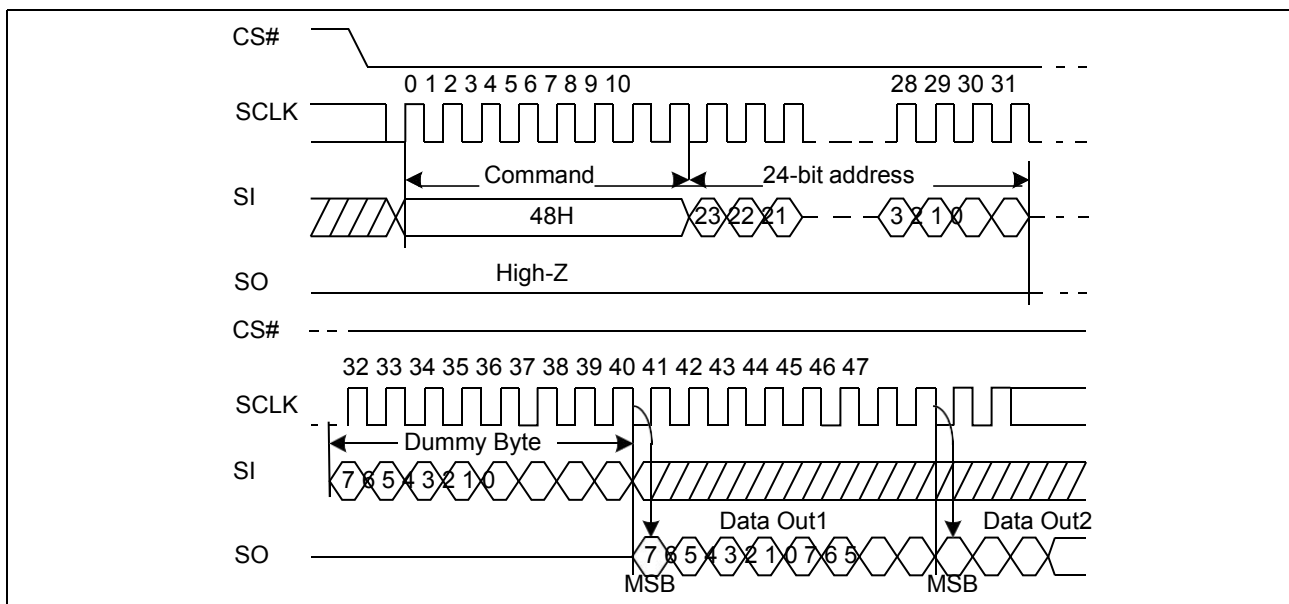 CS#
0 1 2 3 4 5 6 7 8 9 10 28 29 30 31
SCLK
Command 24-bit address
SI
48H 23 22 21 3 2 1 0
High-Z
SO
CS#
32 33 34 35 36 37 38 39 40 41 42 43 44 45 46 47
SCLK
Dummy Byte
SI
7 6 5 4 3 2 1 0
Data Out1 Data Out2
SO 7 6 5 4 3 2 1 0 7 6 5
MSB MSB